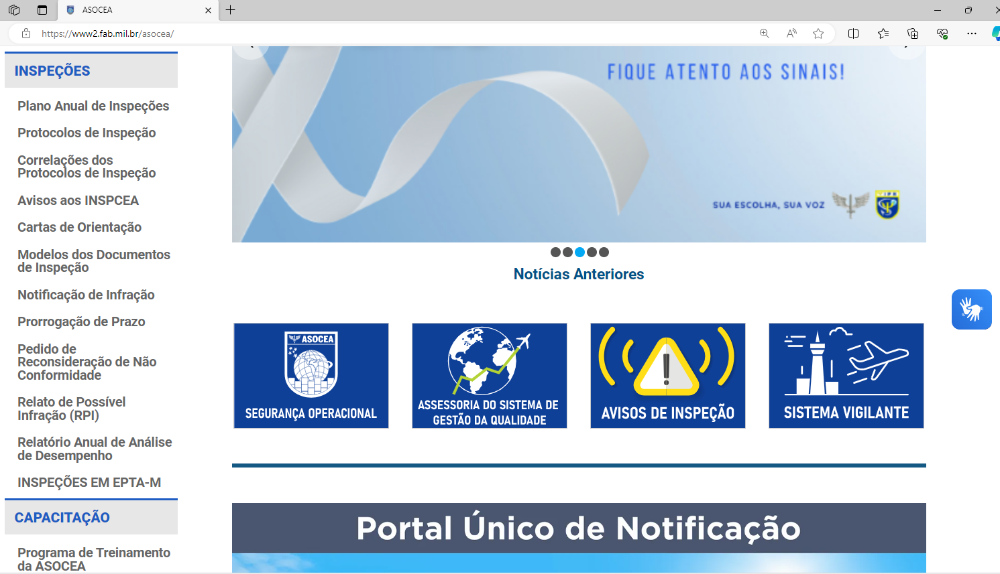 ASOCEA
https://www2.fab.mil.br/asocea/
INSPEÇÕES
Plano Anual de Inspeções
Protocolos de Inspeção
Correlações dos
Protocolos de Inspeção
Avisos aos INSPCEA
Cartas de Orientação
Modelos dos Documentos
de Inspeção
Notificação de Infração
Prorrogação de Prazo
Pedido de
Reconsideração de Não
Conformidade
Relato de Possível
Infração (RPI)
Relatório Anual de Análise
de Desempenho
INSPEÇÕES EM EPTA-M
CAPACITAÇÃO
Programa de Treinamento
da ASOCEA
FIQUE ATENTO AOS SINAIS!
SUA ESCOLHA, SUA VOZ
Notícias Anteriores
ASOCEA
SEGURANÇA OPERACIONAL
ASSESSORIA DO SISTEMA DE
GESTÃO DA QUALIDADE
AVISOS DE INSPEÇÃO
SISTEMA VIGILANTE
Portal Único de Notificação